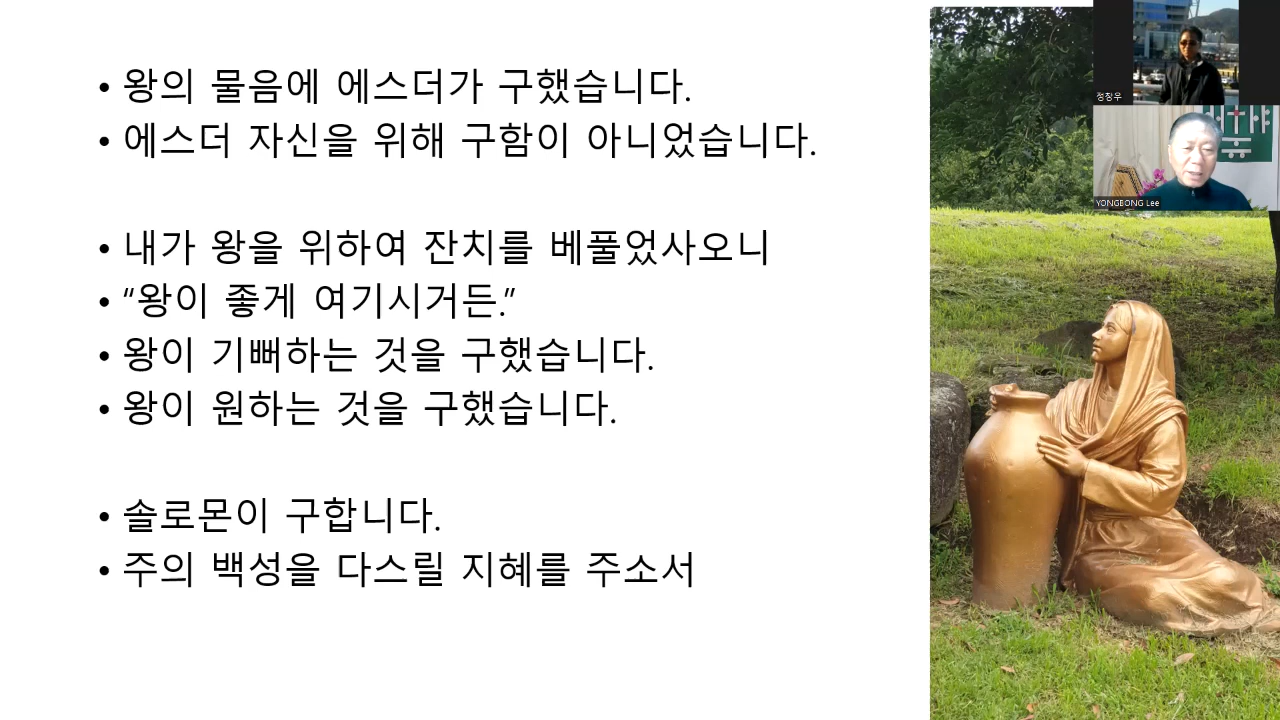 • 왕의 물음에 에스더가 구했습니다.
• 에스더 자신을 위해 구함이 아니었습니다.
• 내가 왕을 위하여 잔치를 베풀었사오니
• “왕이 좋게 여기시거든.”
• 왕이 기뻐하는 것을 구했습니다.
• 왕이 원하는 것을 구했습니다.
• 솔로몬이 구합니다.
• 주의 백성을 다스릴 지혜를 주소서
정창우
YONGBONG Lee